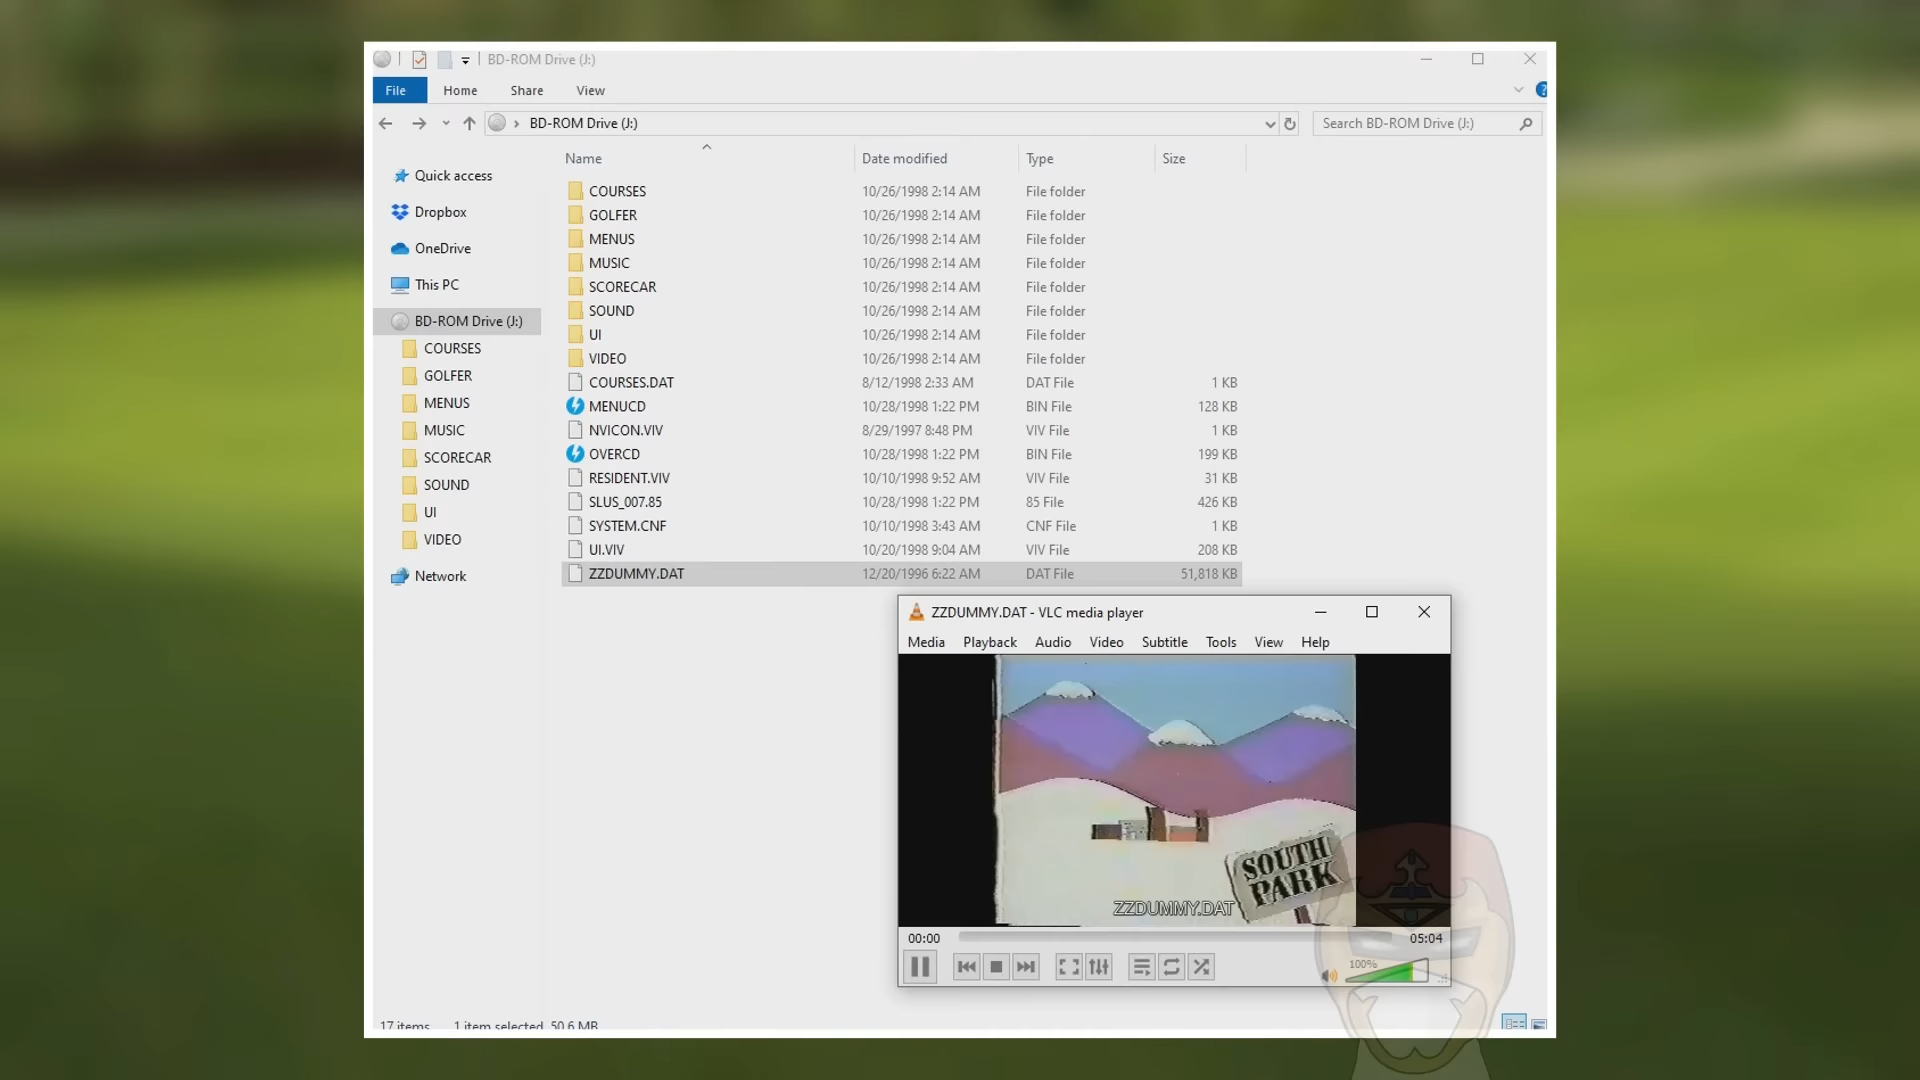 BD-ROM Drive (J:)
File Home Share View
BD-ROM Drive (J:) Search BD-ROM Drive (J:)
Name Date modified Type Size
Quick access
Dropbox
OneDrive
This PC
BD-ROM Drive (J:)
COURSES
GOLFER
MENUS
MUSIC
SCORECAR
SOUND
UI
VIDEO
Network
COURSES 10/26/1998 2:14 AM File folder
GOLFER 10/26/1998 2:14 AM File folder
MENUS 10/26/1998 2:14 AM File folder
MUSIC 10/26/1998 2:14 AM File folder
SCORECAR 10/26/1998 2:14 AM File folder
SOUND 10/26/1998 2:14 AM File folder
UI 10/26/1998 2:14 AM File folder
VIDEO 10/26/1998 2:14 AM File folder
COURSES.DAT 8/12/1998 2:33 AM DAT File 1 KB
MENUCD 10/28/1998 1:22 PM BIN File 128 KB
NVICON.VIV 8/29/1997 8:48 PM VIV File 1 KB
OVERCD 10/28/1998 1:22 PM BIN File 199 KB
RESIDENT.VIV 10/10/1998 9:52 AM VIV File 31 KB
SLUS_007.85 10/28/1998 1:22 PM 85 File 426 KB
SYSTEM.CNF 10/10/1998 3:43 AM CNF File 1 KB
UI.VIV 10/20/1998 9:04 AM VIV File 208 KB
ZZDUMMY.DAT 12/20/1996 6:22 AM DAT File 51,818 KB
ZZDUMMY.DAT - VLC media player
Media Playback Audio Video Subtitle Tools View Help
SOUTH
PARK
ZZDUMMY.DAT
00:00 05:04
100%
17 items 1 item selected 50.6 MB